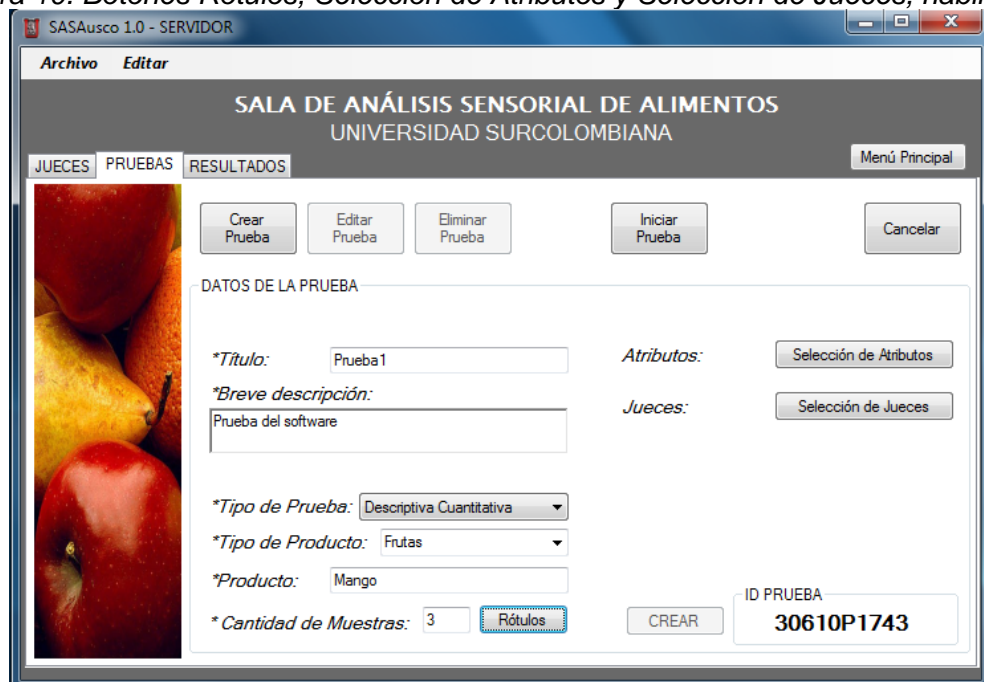 Botones Rótulos, Selección de Atributos y Selección de Jueces,
SASAusco 1.0 - SERVIDOR
Archivo Editar
SALA DE ANÁLISIS SENSORIAL DE ALIMENTOS
UNIVERSIDAD SURCOLOMBIANA
Menú Principal
JUECES PRUEBAS RESULTADOS
Crear Prueba Editar Prueba Eliminar Prueba Iniciar Prueba Cancelar
DATOS DE LA PRUEBA
*Título: Prueba1 Atributos: Selección de Atributos
*Breve descripción:
Prueba del software Jueces: Selección de Jueces
*Tipo de Prueba: Descriptiva Cuantitativa
*Tipo de Producto: Frutas
*Producto: Mango
* Cantidad de Muestras: 3 Rótulos CREAR
ID PRUEBA
30610P1743